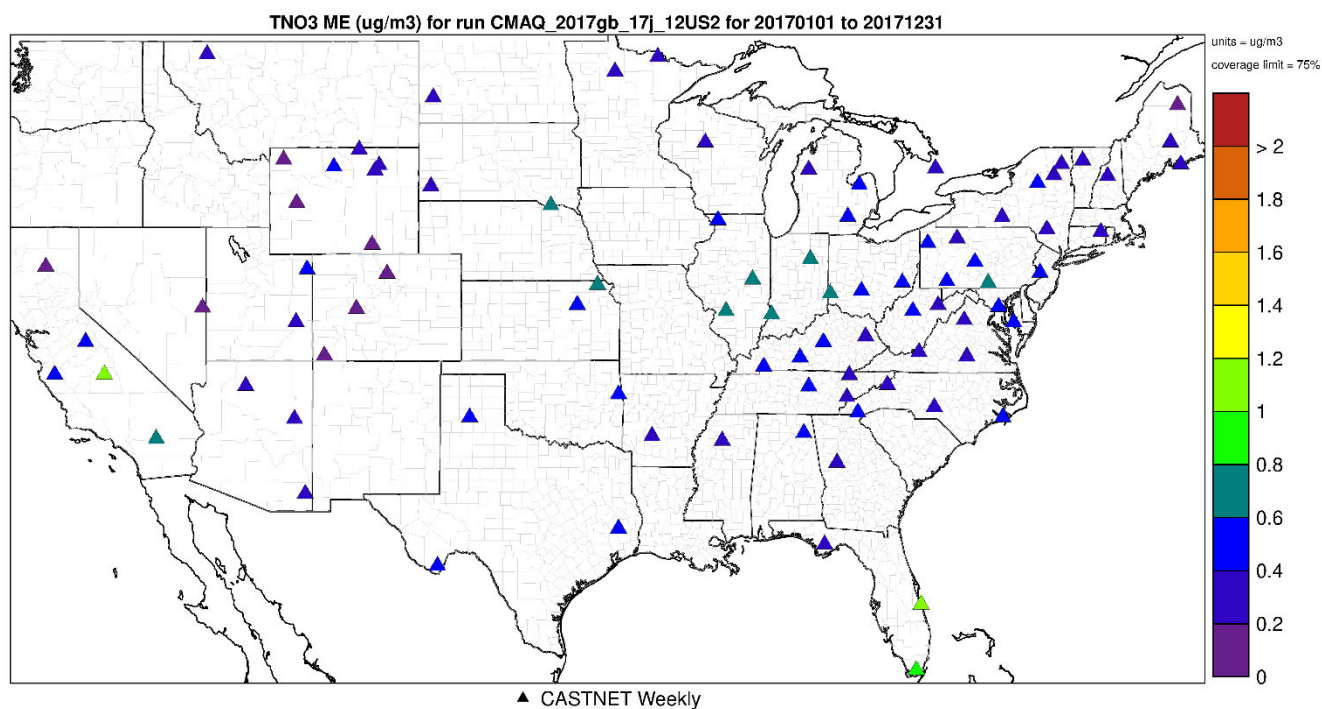 TNO3 ME (ug/m3) for run CMAQ_2017gb_17j_12US2 for 20170101 to 20171231
units = ug/m3
coverage limit = 75%
> 2
1.8
1.6
1.4
1.2
1
0.8
0.6
0.4
0.2
0
CASTNET Weekly